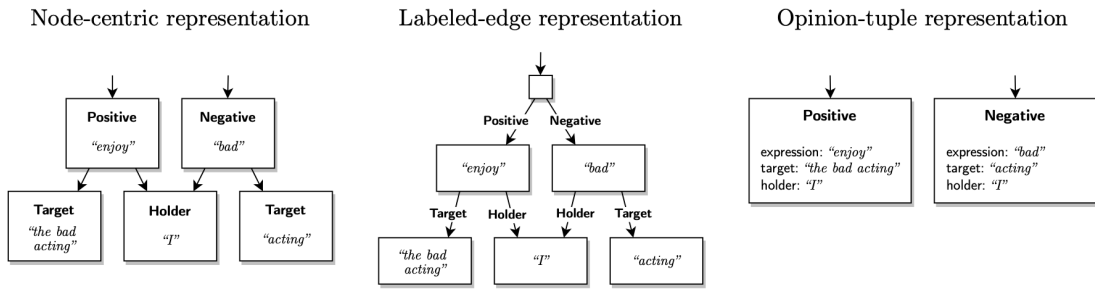 Node-centric representation
Labeled-edge representation
Opinion-tuple representation
Positive
“enjoy”
Negative
“bad”
Target
“the bad
acting”
Holder
“I”
Target
“acting”
Positive
Negative
“enjoy”
“bad”
Target
Holder
Holder
Target
“the bad
acting”
“I”
“acting”
Positive
expression: “enjoy”
target: “the bad acting”
holder: “I”
Negative
expression: “bad”
target: “acting”
holder: “I”